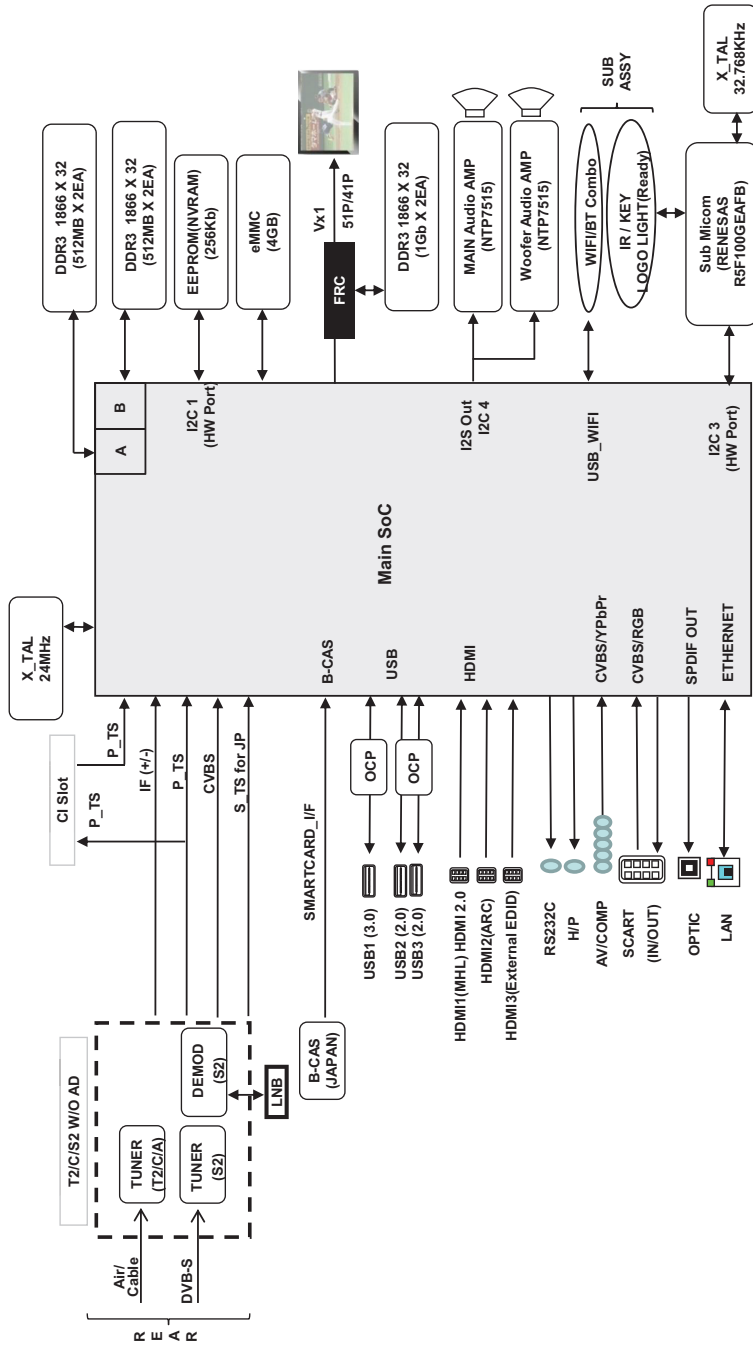 REAR
Air/
Cable
DVB-S
T2/C/S2 W/O AD
TUNER
(T2/C/A)
TUNER
(S2)
DEMOD
(S2)
LNB
CI Slot
P_TS
P_TS
IF (+/-)
P_TS
CVBS
S_TS for JP
X_TAL
24MHz
B-CAS
(JAPAN)
SMARTCARD_I/F
USB1 (3.0)
USB2 (2.0)
USB3 (2.0)
OCP
OCP
HDMI1(MHL) HDMI 2.0
HDMI2(ARC)
HDMI3(External EDID)
RS232C
H/P
AV/COMP
SCART
(IN/OUT)
OPTIC
LAN
B-CAS
USB
HDMI
CVBS/YPbPr
CVBS/RGB
SPDIF OUT
ETHERNET
Main SoC
A
B
I2C 1
(HW Port)
I2S Out
I2C 4
USB_WIFI
I2C 3
(HW Port)
DDR3 1866 X 32
(512MB X 2EA)
DDR3 1866 X 32
(512MB X 2EA)
EEPROM(NVRAM)
(256Kb)
eMMC
(4GB)
FRC
Vx1
51P/41P
DDR3 1866 X 32
(1Gb X 2EA)
MAIN Audio AMP
(NTP7515)
Woofer Audio AMP
(NTP7515)
WIFI/BT Combo
IR / KEY
LOGO LIGHT(Ready)
SUB
ASSY
Sub Micom
(RENESAS
R5F100GEAFB)
X_TAL
32.768KHz